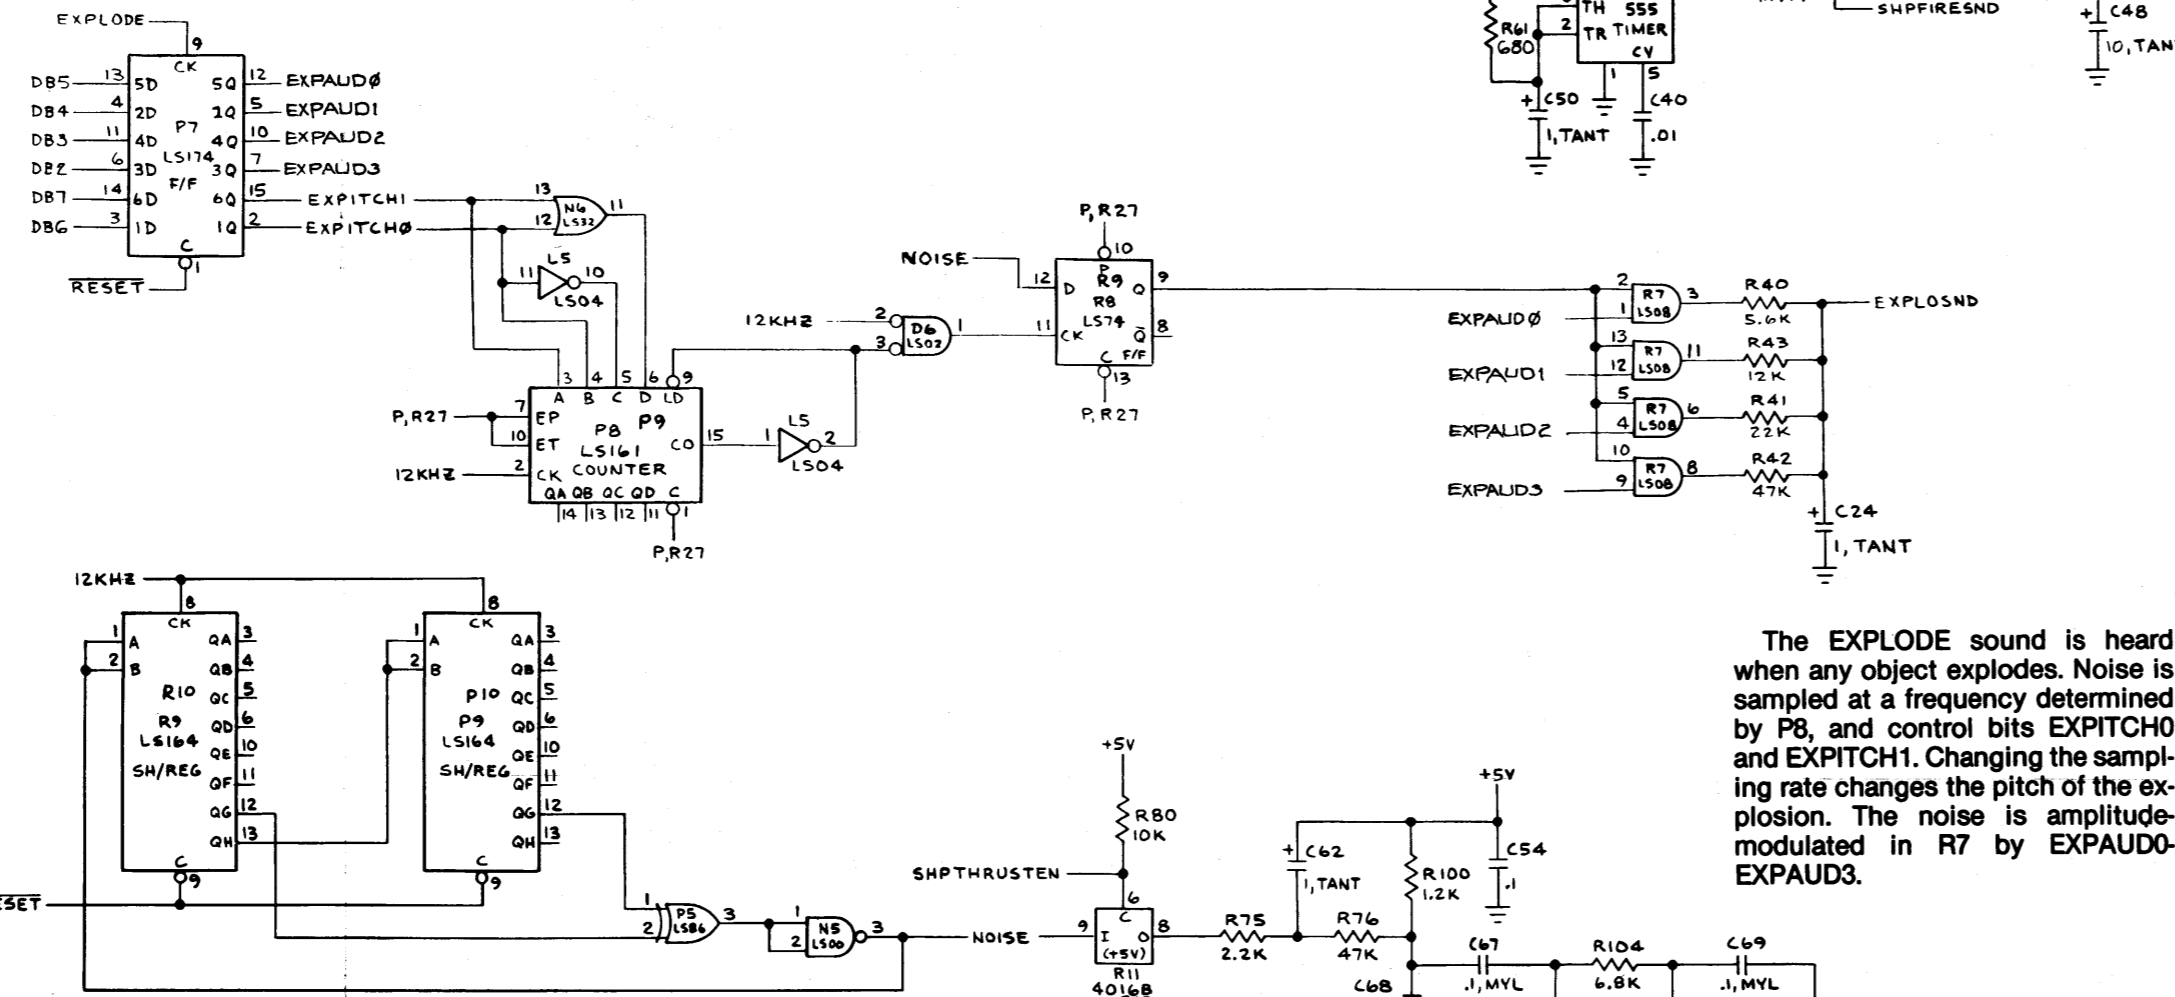 EXPLODE
9
CK
DB5 13 5D 5Q 12 EXPAUDØ
DB4 4 2D 2Q 5 EXPAUD1
DB3 11 4D 4Q 10 EXPAUD2
DB2 6 3D 3Q 7 EXPAUD3
DB7 14 6D 6Q 15 EXPITCH1
DB6 3 1D 1Q 2 EXPITCHØ
P7
LS174
F/F
C
1
RESET
13
12
N6
LS32
11
L5
11 10
LS04
3 4 5 6 9
A B C D LD
P,R27
7 EP
10 ET
12KHZ 2 CK
P8 P9
LS161
COUNTER
CO 15
QA QB QC QD C
14 13 12 11 1
P,R27
L5
1 2
LS04
12KHZ 2
3
D6
LS02
1
NOISE
P,R27
10
P
12 D
R9
R8
LS74
F/F
Q 9
11 CK
Q 8
C
13
P,R27
TH
2 TR
555
TIMER
CV
1 5
R61
680
+ C50
1, TANT
C40
.01
SHPFIRESND
+ C48
10, TAN
EXPAUDØ
2
1
R7
LS08
3
R40
5.6K
EXPLOSND
EXPAUD1
13
12
R7
LS08
11
R43
12K
EXPAUD2
5
4
R7
LS08
6
R41
22K
EXPAUD3
10
9
R7
LS08
8
R42
47K
+ C24
1, TANT
12KHZ
8
CK
1 A
2 B
R10
R9
LS164
SH/REG
QA 3
QB 4
QC 5
QD 6
QE 10
QF 11
QG 12
QH 13
C
9
8
CK
1 A
2 B
P10
P9
LS164
SH/REG
QA 3
QB 4
QC 5
QD 6
QE 10
QF 11
QG 12
QH 13
C
9
ESET
1
2
P5
LS86
3
1
2
N5
LS00
3
NOISE
+5V
R80
10K
SHPTHRUSTEN
6
C
9 I O 8
(+5V)
R11
4016B
R75
2.2K
+ C62
1, TANT
R76
47K
+5V
R100
1.2K
C54
.1
C68
C67
.1, MYL
R104
6.8K
C69
.1, MYL
The EXPLODE sound is heard
when any object explodes. Noise is
sampled at a frequency determined
by P8, and control bits EXPITCH0
and EXPITCH1. Changing the sampl-
ing rate changes the pitch of the ex-
plosion. The noise is amplitude-
modulated in R7 by EXPAUD0-
EXPAUD3.